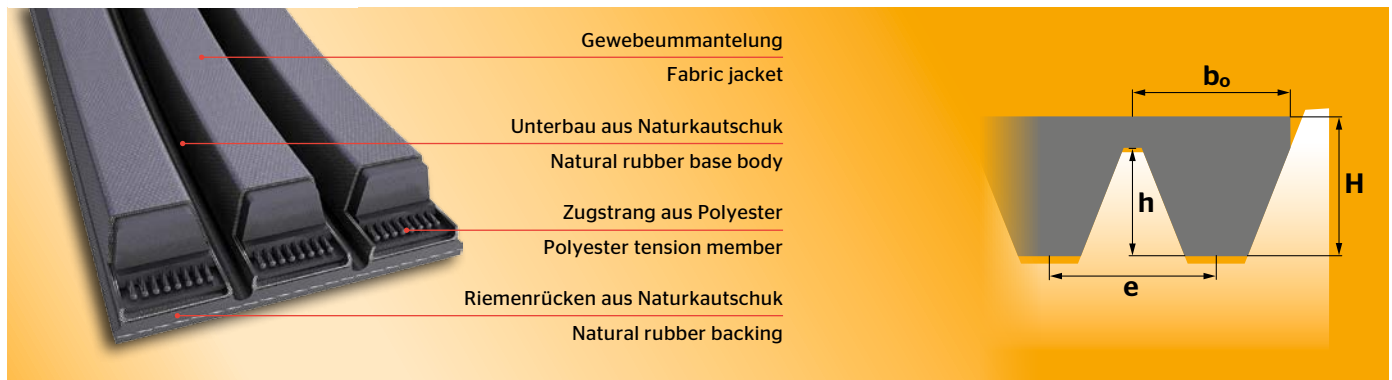 Gewebeummantelung
Fabric jacket
Unterbau aus Naturkautschuk
Natural rubber base body
Zugstrang aus Polyester
Polyester tension member
Riemenrücken aus Naturkautschuk
Natural rubber backing
bₒ
H
h
e